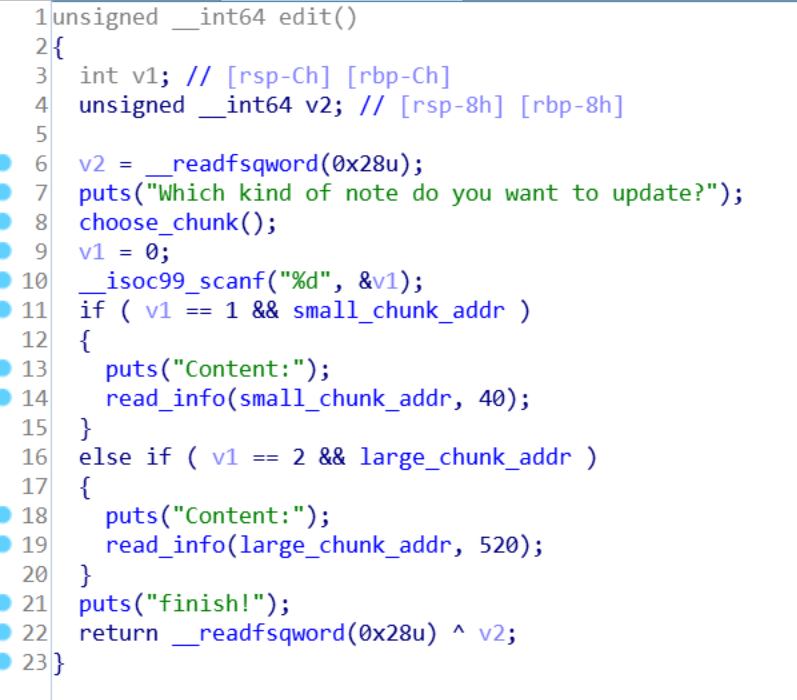 1 unsigned __int64 edit()
2 {
3   int v1; // [rsp-Ch] [rbp-Ch]
4   unsigned __int64 v2; // [rsp-8h] [rbp-8h]
5
6   v2 = __readfsqword(0x28u);
7   puts("Which kind of note do you want to update?");
8   choose_chunk();
9   v1 = 0;
10   __isoc99_scanf("%d", &v1);
11   if ( v1 == 1 && small_chunk_addr )
12   {
13     puts("Content:");
14     read_info(small_chunk_addr, 40);
15   }
16   else if ( v1 == 2 && large_chunk_addr )
17   {
18     puts("Content:");
19     read_info(large_chunk_addr, 520);
20   }
21   puts("finish!");
22   return __readfsqword(0x28u) ^ v2;
23 }